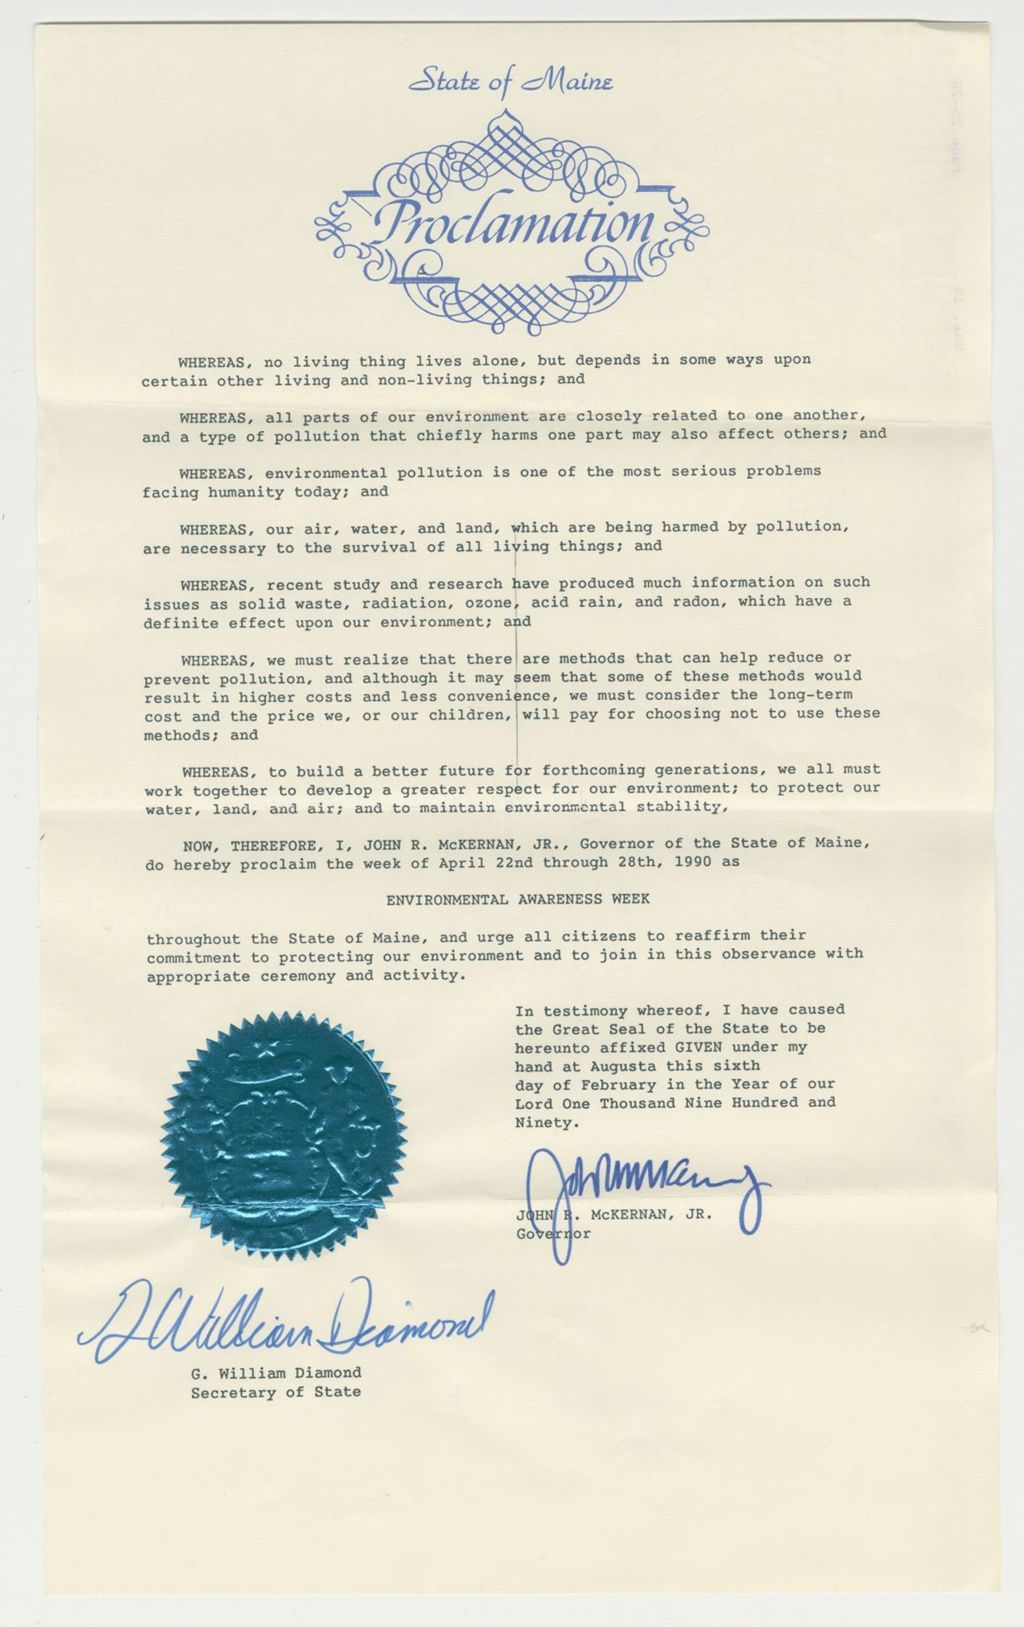 State of Maine
Proclamation
WHEREAS, no living thing lives alone, but depends in some ways upon
certain other living and non-living things; and
WHEREAS, all parts of our environment are closely related to one another,
and a type of pollution that chiefly harms one part may also affect others; and
WHEREAS, environmental pollution is one of the most serious problems
facing humanity today; and
WHEREAS, our air, water, and land, which are being harmed by pollution,
are necessary to the survival of all living things; and
WHEREAS, recent study and research have produced much information on such
issues as solid waste, radiation, ozone, acid rain, and radon, which have a
definite effect upon our environment; and
WHEREAS, we must realize that there are methods that can help reduce or
prevent pollution, and although it may seem that some of these methods would
result in higher costs and less convenience, we must consider the long-term
cost and the price we, or our children, will pay for choosing not to use these
methods; and
WHEREAS, to build a better future for forthcoming generations, we all must
work together to develop a greater respect for our environment; to protect our
water, land, and air; and to maintain environmental stability,
NOW, THEREFORE, I, JOHN R. McKERNAN, JR., Governor of the State of Maine,
do hereby proclaim the week of April 22nd through 28th, 1990 as
ENVIRONMENTAL AWARENESS WEEK
throughout the State of Maine, and urge all citizens to reaffirm their
commitment to protecting our environment and to join in this observance with
appropriate ceremony and activity.
In testimony whereof, I have caused
the Great Seal of the State to be
hereunto affixed GIVEN under my
hand at Augusta this sixth
day of February in the Year of our
Lord One Thousand Nine Hundred and
Ninety.
JOHN R. McKERNAN, JR.
Governor
G William Diamond
G. William Diamond
Secretary of State